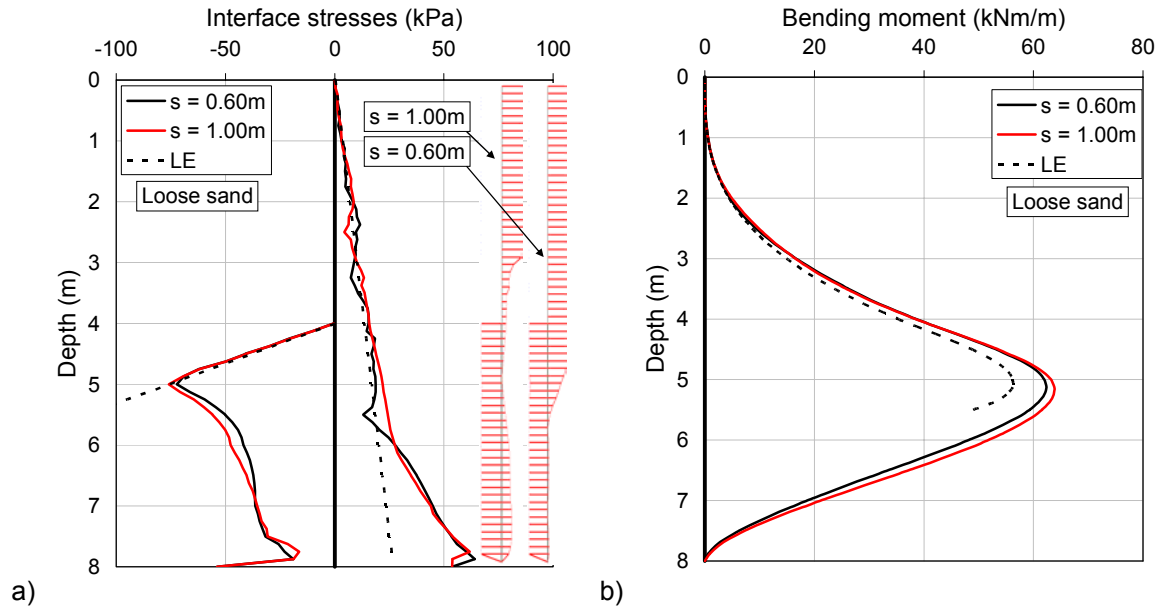 Interface stresses (kPa)
-100 -50 0 50 100
0
1
2
3
4
5
6
7
8
Depth (m)
s = 0.60m
s = 1.00m
LE
Loose sand
s = 1.00m
s = 0.60m
a)
Bending moment (kNm/m)
0 20 40 60 80
0
1
2
3
4
5
6
7
8
Depth (m)
s = 0.60m
s = 1.00m
LE
Loose sand
b)